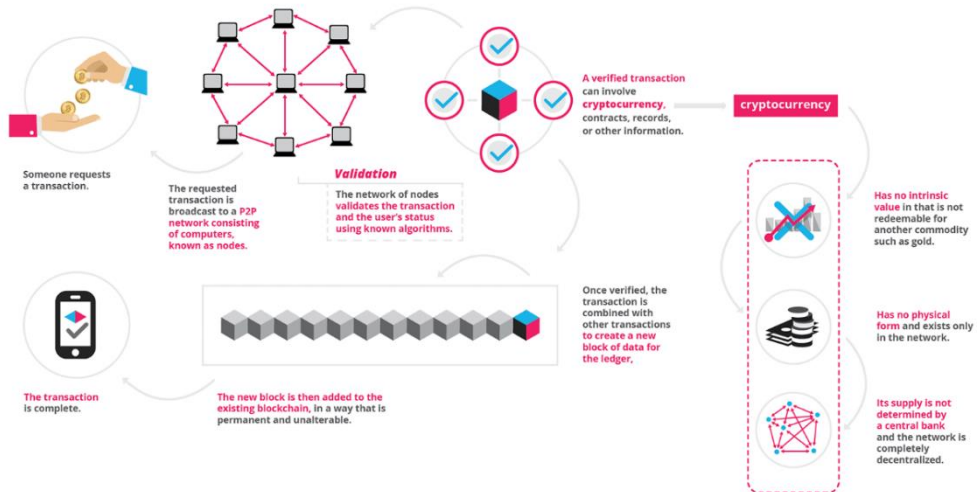 Someone requests
a transaction.
The requested
transaction is
broadcast to a P2P
network consisting
of computers,
known as nodes.
Validation
The network of nodes
validates the transaction
and the user's status
using known algorithms.
A verified transaction
can involve
cryptocurrency,
contracts, records,
or other information.
cryptocurrency
Has no intrinsic
value in that is not
redeemable for
another commodity
such as gold.
Has no physical
form and exists only
in the network.
Its supply is not
determined by
a central bank
and the network is
completely
decentralized.
Once verified, the
transaction is
combined with
other transactions
to create a new
block of data for
the ledger,
The new block is then added to the
existing blockchain, in a way that is
permanent and unalterable.
The transaction
is complete.